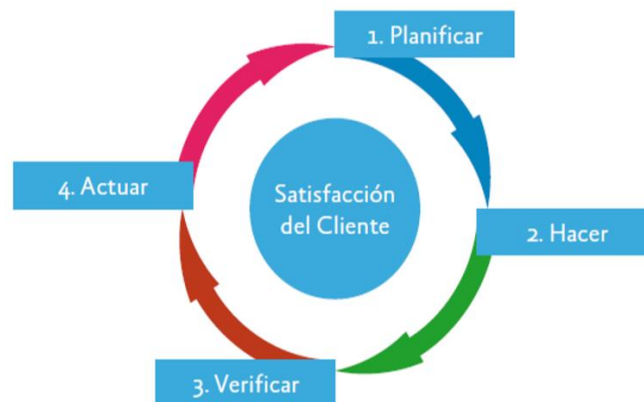 1. Planificar
4. Actuar
Satisfacción
del Cliente
2. Hacer
3. Verificar